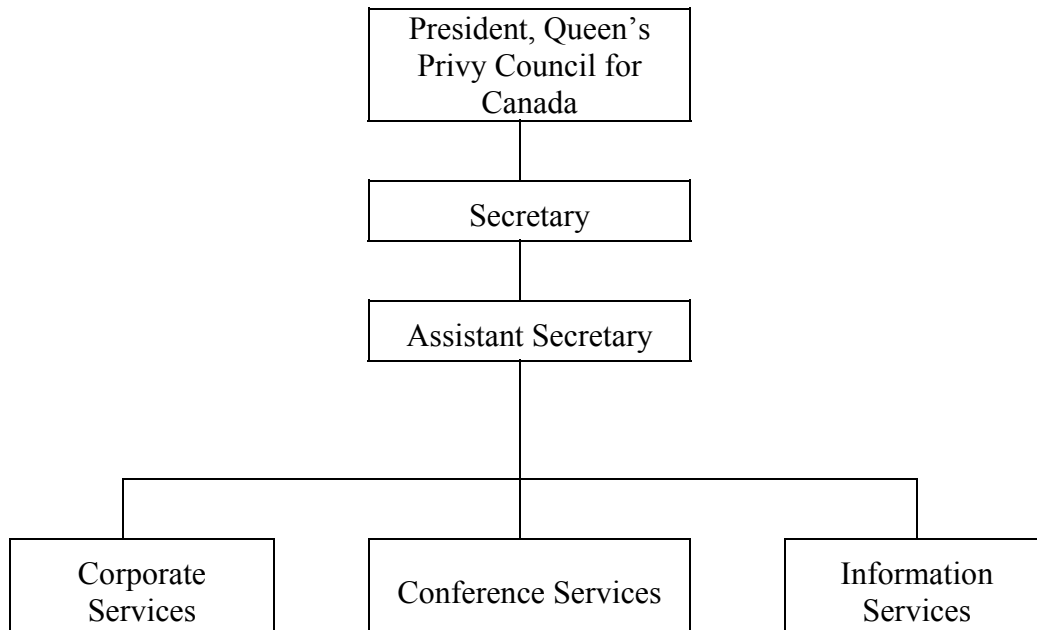 President, Queen’s
Privy Council for
Canada
Secretary
Assistant Secretary
Corporate
Services
Conference Services
Information
Services